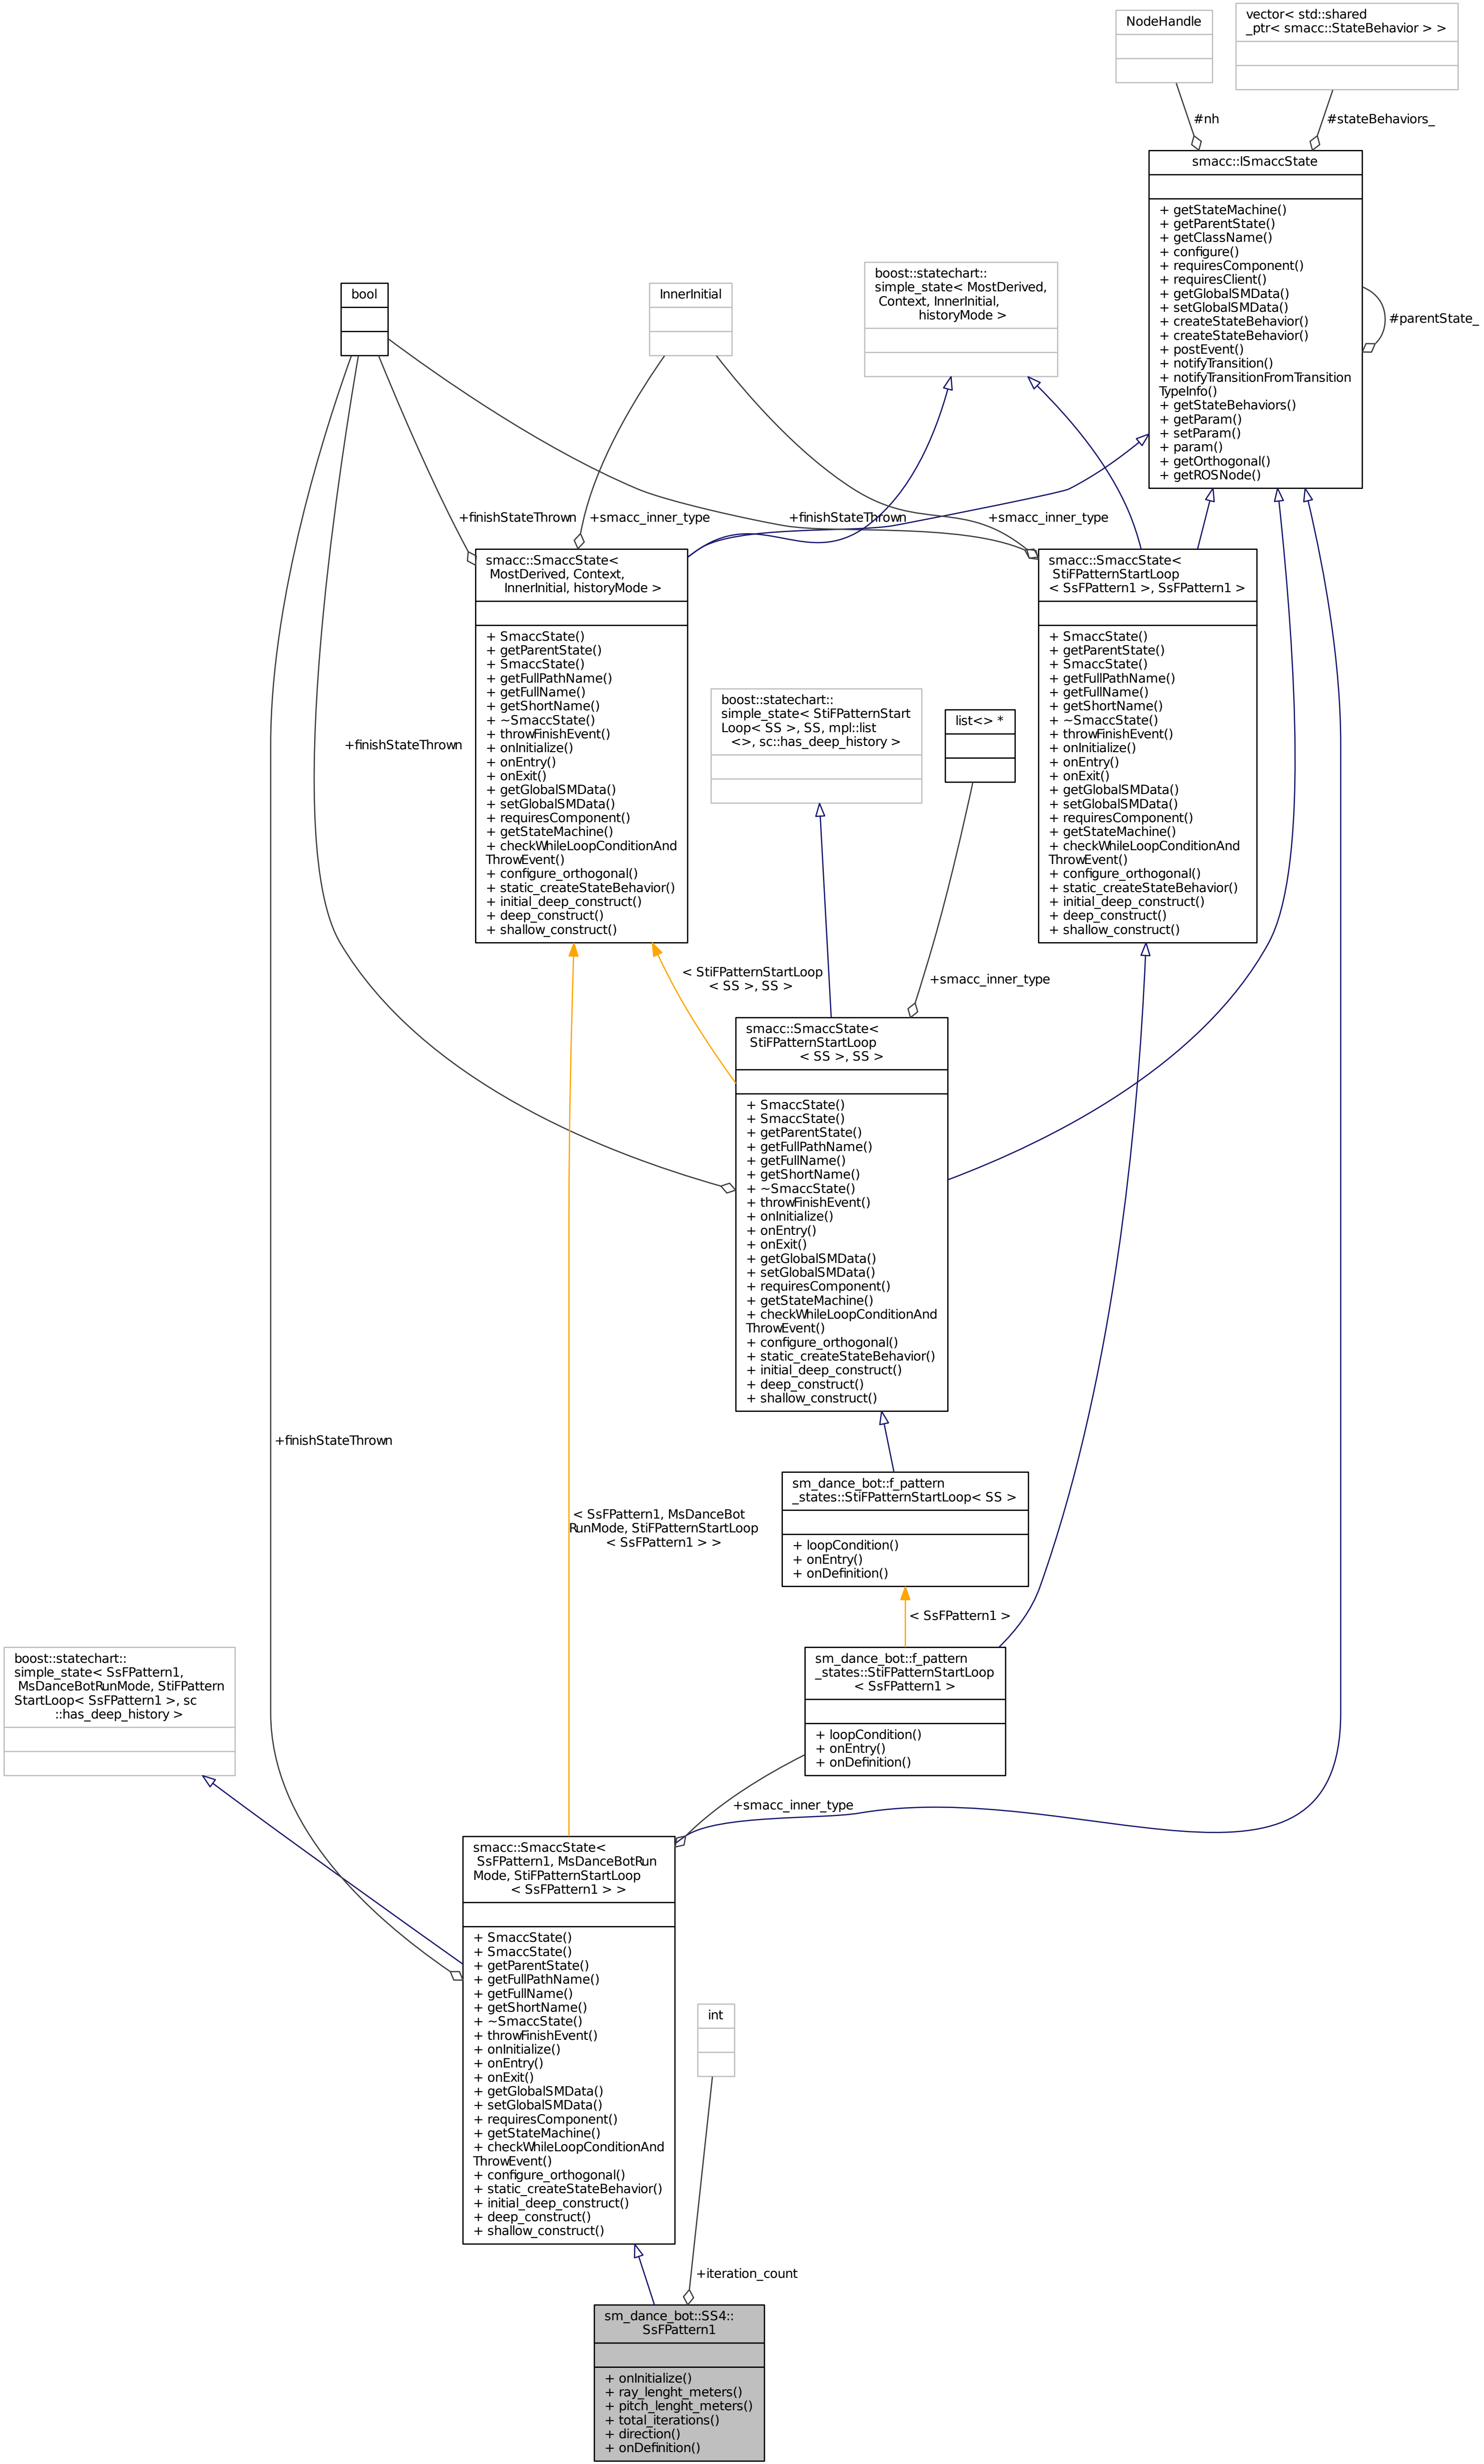 NodeHandle
vector< std::shared
_ptr< smacc::StateBehavior > >
#nh
#stateBehaviors_
smacc::ISmaccState
+ getStateMachine()
+ getParentState()
+ getClassName()
+ configure()
+ requiresComponent()
+ requiresClient()
+ getGlobalSMData()
+ setGlobalSMData()
+ createStateBehavior()
+ createStateBehavior()
+ postEvent()
+ notifyTransition()
+ notifyTransitionFromTransition
TypeInfo()
+ getStateBehaviors()
+ getParam()
+ setParam()
+ param()
+ getOrthogonal()
+ getROSNode()
#parentState_
boost::statechart::
simple_state< MostDerived,
Context, InnerInitial,
historyMode >
bool
InnerInitial
+finishStateThrown
+smacc_inner_type
+finishStateThrown
+smacc_inner_type
smacc::SmaccState<
MostDerived, Context,
InnerInitial, historyMode >
+ SmaccState()
+ getParentState()
+ SmaccState()
+ getFullPathName()
+ getFullName()
+ getShortName()
+ ~SmaccState()
+ throwFinishEvent()
+ onInitialize()
+ onEntry()
+ onExit()
+ getGlobalSMData()
+ setGlobalSMData()
+ requiresComponent()
+ getStateMachine()
+ checkWhileLoopConditionAnd
ThrowEvent()
+ configure_orthogonal()
+ static_createStateBehavior()
+ initial_deep_construct()
+ deep_construct()
+ shallow_construct()
smacc::SmaccState<
StiFPatternStartLoop
< SsFPattern1 >, SsFPattern1 >
+ SmaccState()
+ getParentState()
+ SmaccState()
+ getFullPathName()
+ getFullName()
+ getShortName()
+ ~SmaccState()
+ throwFinishEvent()
+ onInitialize()
+ onEntry()
+ onExit()
+ getGlobalSMData()
+ setGlobalSMData()
+ requiresComponent()
+ getStateMachine()
+ checkWhileLoopConditionAnd
ThrowEvent()
+ configure_orthogonal()
+ static_createStateBehavior()
+ initial_deep_construct()
+ deep_construct()
+ shallow_construct()
boost::statechart::
simple_state< StiFPatternStart
Loop< SS >, SS, mpl::list
<>, sc::has_deep_history >
list<> *
+finishStateThrown
< StiFPatternStartLoop
< SS >, SS >
+smacc_inner_type
smacc::SmaccState<
StiFPatternStartLoop
< SS >, SS >
+ SmaccState()
+ SmaccState()
+ getParentState()
+ getFullPathName()
+ getFullName()
+ getShortName()
+ ~SmaccState()
+ throwFinishEvent()
+ onInitialize()
+ onEntry()
+ onExit()
+ getGlobalSMData()
+ setGlobalSMData()
+ requiresComponent()
+ getStateMachine()
+ checkWhileLoopConditionAnd
ThrowEvent()
+ configure_orthogonal()
+ static_createStateBehavior()
+ initial_deep_construct()
+ deep_construct()
+ shallow_construct()
+finishStateThrown
sm_dance_bot::f_pattern
_states::StiFPatternStartLoop< SS >
+ loopCondition()
+ onEntry()
+ onDefinition()
< SsFPattern1, MsDanceBot
RunMode, StiFPatternStartLoop
< SsFPattern1 > >
< SsFPattern1 >
sm_dance_bot::f_pattern
_states::StiFPatternStartLoop
< SsFPattern1 >
+ loopCondition()
+ onEntry()
+ onDefinition()
boost::statechart::
simple_state< SsFPattern1,
MsDanceBotRunMode, StiFPattern
StartLoop< SsFPattern1 >, sc
::has_deep_history >
+smacc_inner_type
smacc::SmaccState<
SsFPattern1, MsDanceBotRun
Mode, StiFPatternStartLoop
< SsFPattern1 > >
+ SmaccState()
+ SmaccState()
+ getParentState()
+ getFullPathName()
+ getFullName()
+ getShortName()
+ ~SmaccState()
+ throwFinishEvent()
+ onInitialize()
+ onEntry()
+ onExit()
+ getGlobalSMData()
+ setGlobalSMData()
+ requiresComponent()
+ getStateMachine()
+ checkWhileLoopConditionAnd
ThrowEvent()
+ configure_orthogonal()
+ static_createStateBehavior()
+ initial_deep_construct()
+ deep_construct()
+ shallow_construct()
int
+iteration_count
sm_dance_bot::SS4::
SsFPattern1
+ onInitialize()
+ ray_lenght_meters()
+ pitch_lenght_meters()
+ total_iterations()
+ direction()
+ onDefinition()